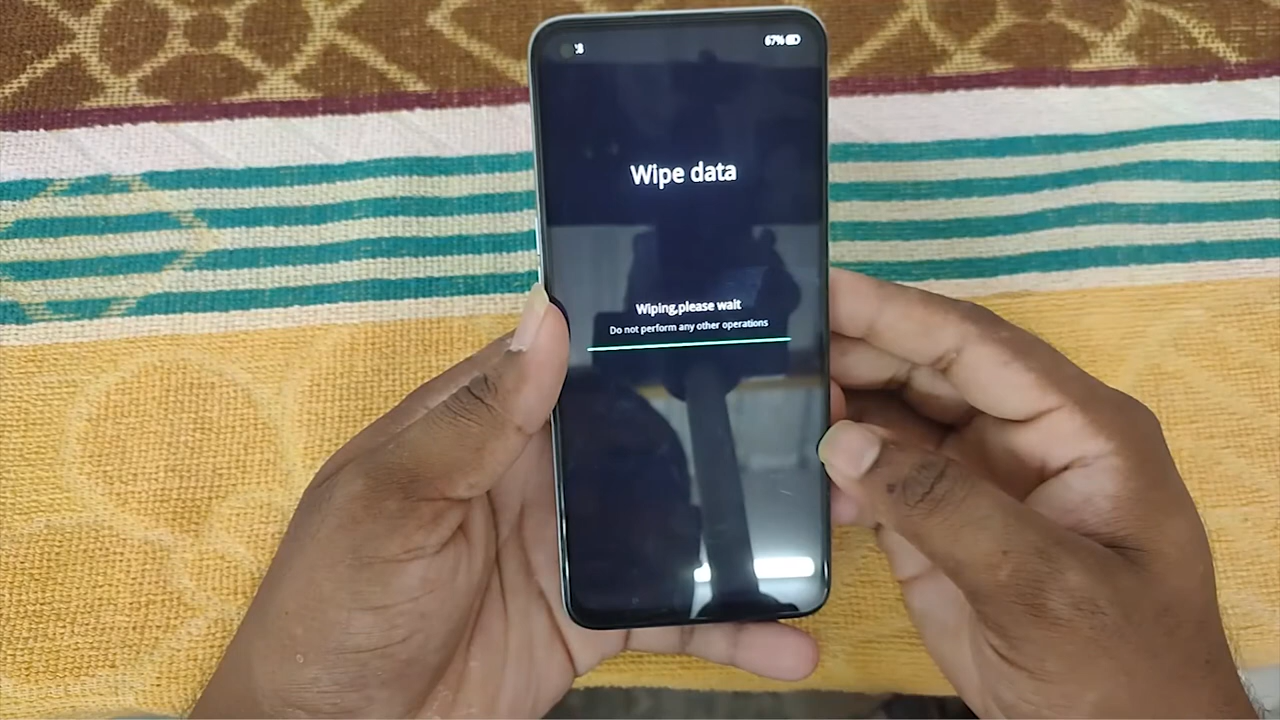 67%
Wipe data
Wiping,please wait
Do not perform any other operations